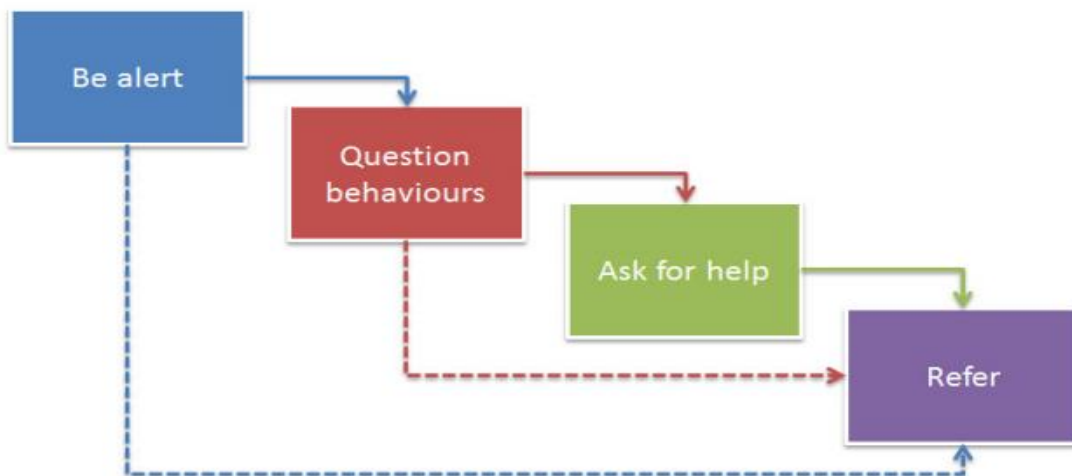 Be alert
Question
behaviours
Ask for help
Refer